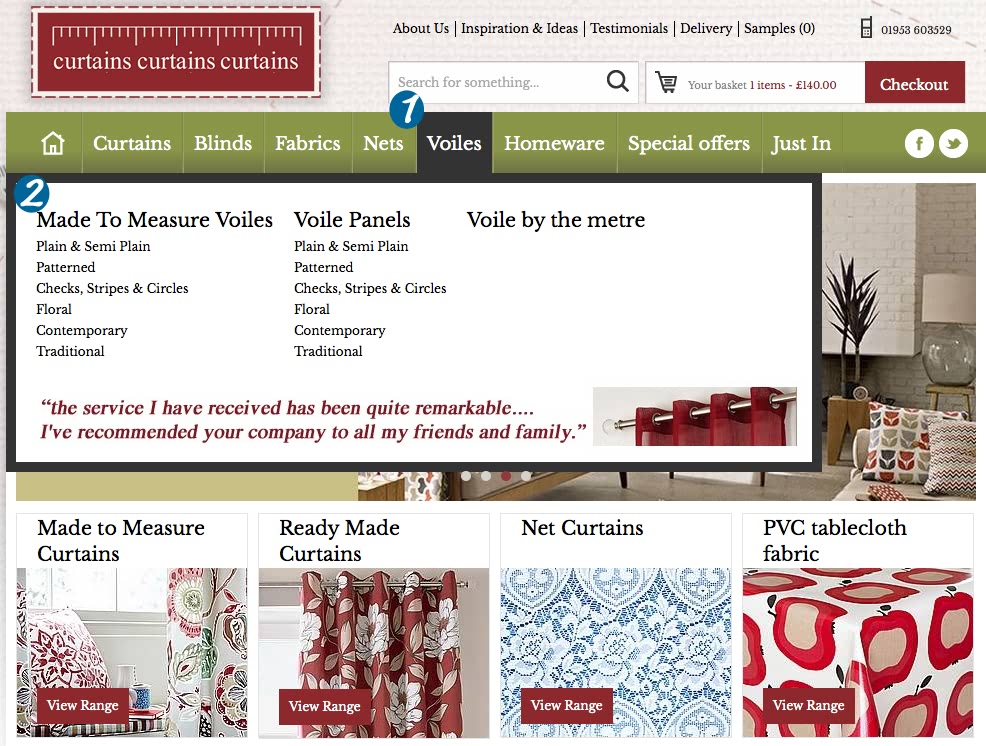 curtains curtains curtains
About Us | Inspiration & Ideas | Testimonials | Delivery | Samples (0)
01953 603529
Search for something...
Your basket 1 items - £140.00
Checkout
1
Curtains Blinds Fabrics Nets Voiles Homeware Special offers Just In
f
2
Made To Measure Voiles
Plain & Semi Plain
Patterned
Checks, Stripes & Circles
Floral
Contemporary
Traditional
Voile Panels
Plain & Semi Plain
Patterned
Checks, Stripes & Circles
Floral
Contemporary
Traditional
Voile by the metre
“the service I have received has been quite remarkable....
I've recommended your company to all my friends and family.”
Made to Measure
Curtains
View Range
Ready Made
Curtains
View Range
Net Curtains
View Range
PVC tablecloth
fabric
View Range